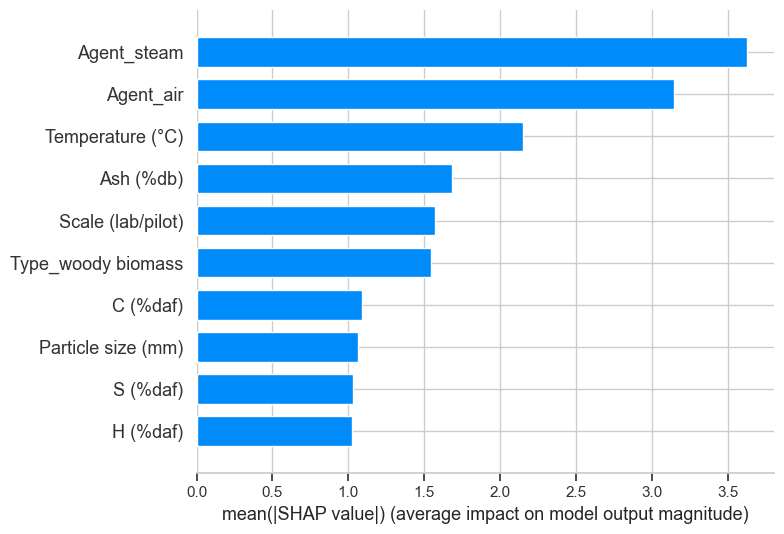 Agent_steam
Agent_air
Temperature (°C)
Ash (%db)
Scale (lab/pilot)
Type_woody biomass
C (%daf)
Particle size (mm)
S (%daf)
H (%daf)
0.0 0.5 1.0 1.5 2.0 2.5 3.0 3.5
mean(|SHAP value|) (average impact on model output magnitude)